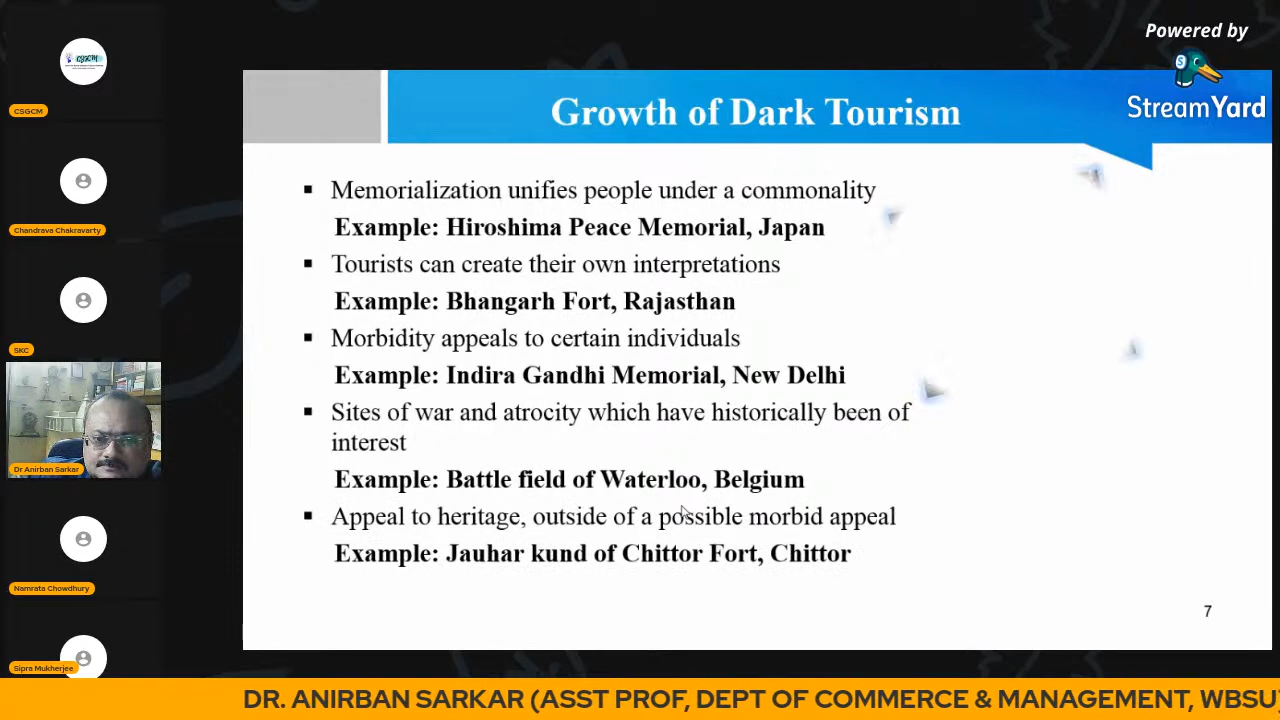 Powered by
StreamYard
CSGCM
CSGCM
Chandrava Chakravarty
SKC
Dr Anirban Sarkar
Namrata Chowdhury
Sipra Mukherjee
Growth of Dark Tourism
▪ Memorialization unifies people under a commonality
Example: Hiroshima Peace Memorial, Japan
▪ Tourists can create their own interpretations
Example: Bhangarh Fort, Rajasthan
▪ Morbidity appeals to certain individuals
Example: Indira Gandhi Memorial, New Delhi
▪ Sites of war and atrocity which have historically been of
interest
Example: Battle field of Waterloo, Belgium
▪ Appeal to heritage, outside of a possible morbid appeal
Example: Jauhar kund of Chittor Fort, Chittor
7
DR. ANIRBAN SARKAR (ASST PROF, DEPT OF COMMERCE & MANAGEMENT, WBSU)